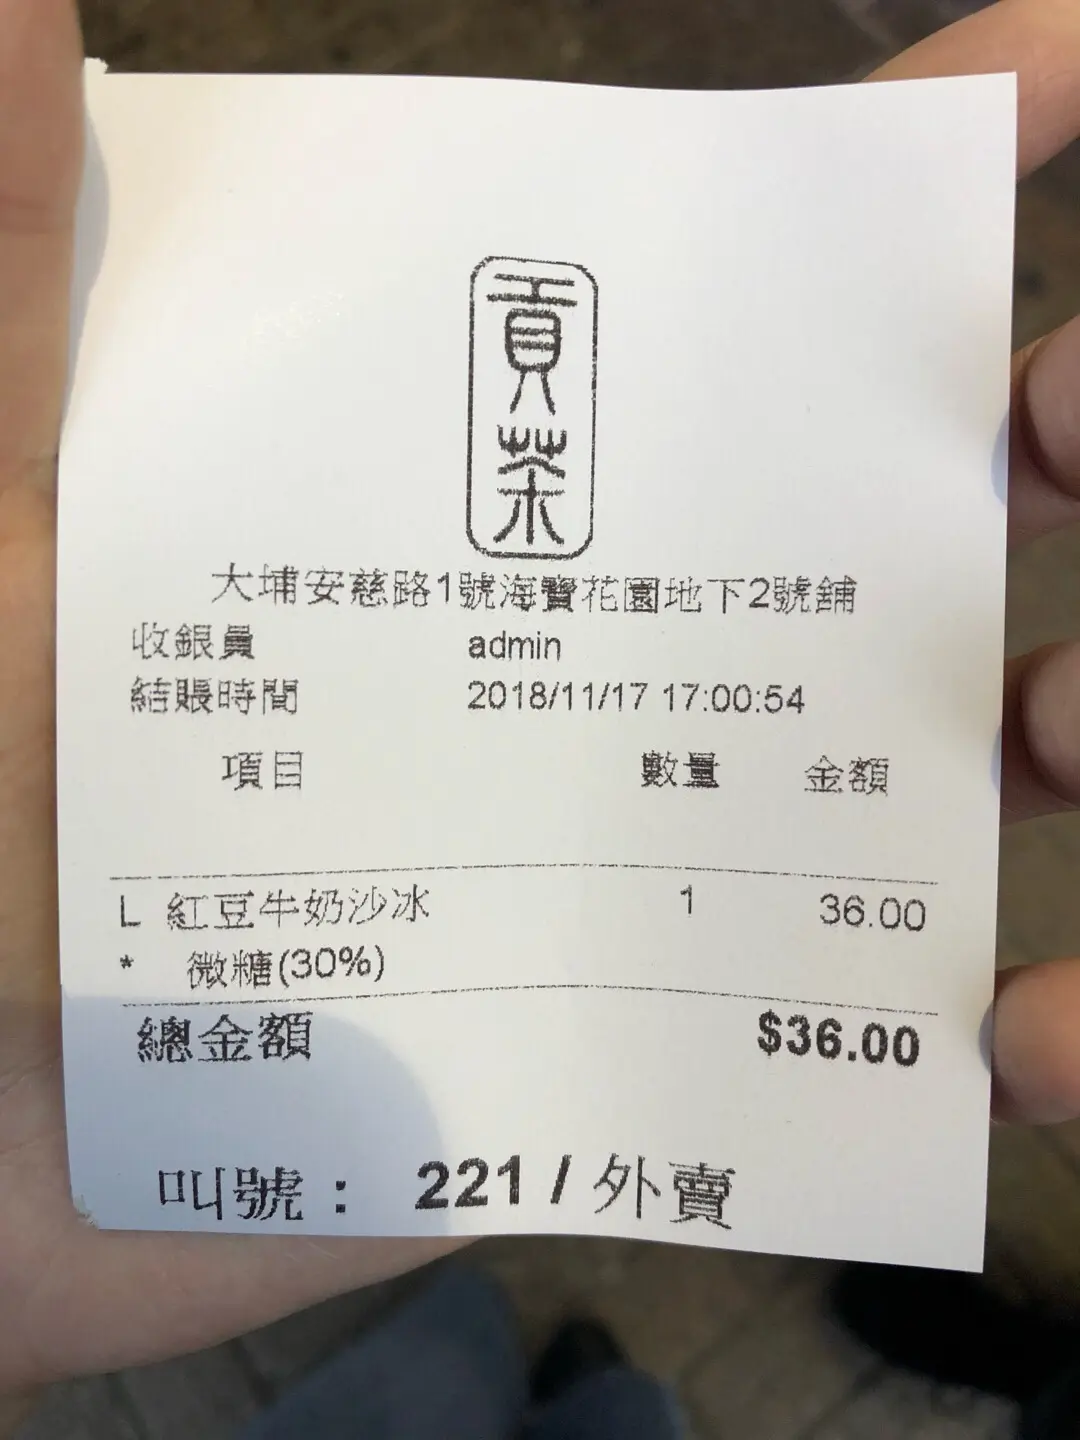 貢茶
大埔安慈路1號海寶花園地下2號舖
收銀員 admin
結賬時間 2018/11/17 17:00:54
項目 數量 金額
L 紅豆牛奶沙冰 1 36.00
* 微糖(30%)
總金額 $36.00
叫號： 221 / 外賣